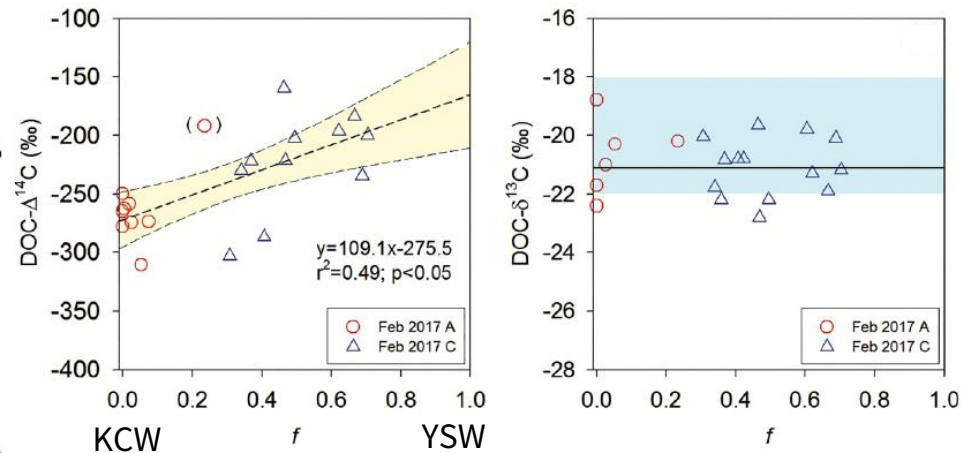 -100
-150
-200
-250
-300
-350
-400
DOC-Δ¹⁴C (‰)
( )
y=109.1x-275.5
r²=0.49; p<0.05
Feb 2017 A
Feb 2017 C
0.0 0.2 0.4 0.6 0.8 1.0
KCW f YSW
-16
-18
-20
-22
-24
-26
-28
DOC-δ¹³C (‰)
Feb 2017 A
Feb 2017 C
0.0 0.2 0.4 0.6 0.8 1.0
f